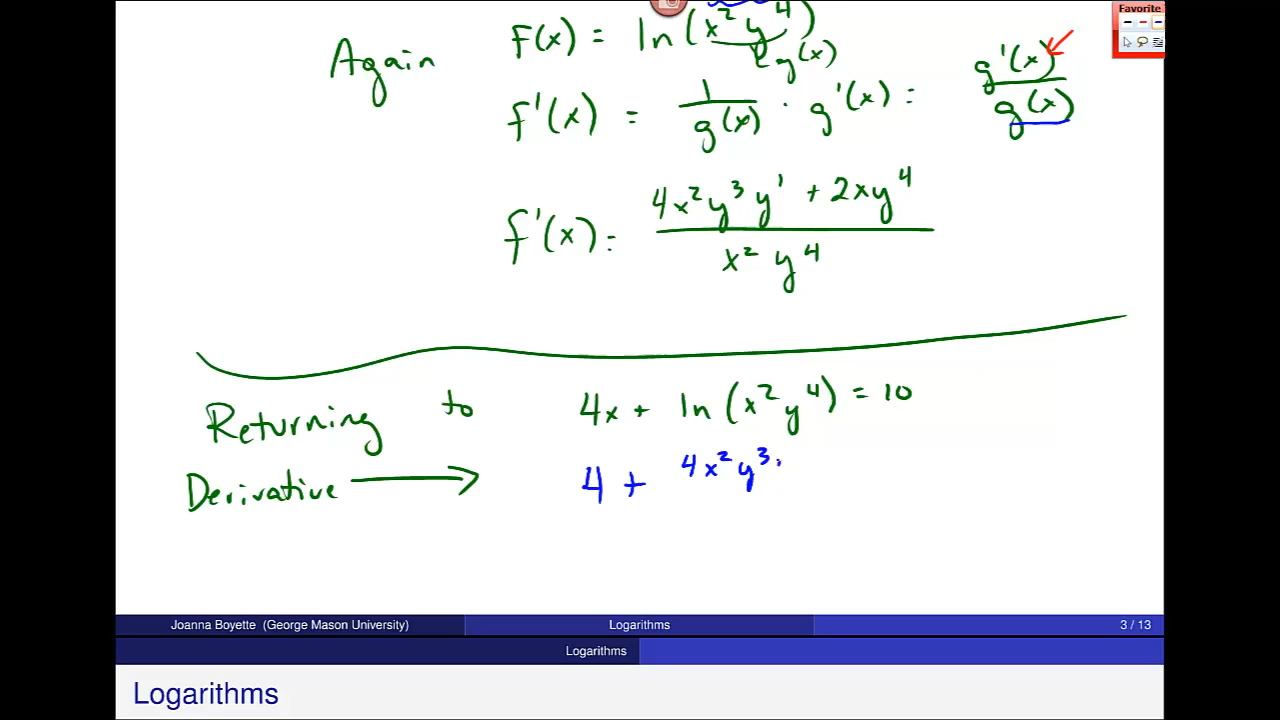 Favorite
Again F(x) = ln(x²y⁴)
g(x)
f'(x) = 1/g(x) · g'(x) = g'(x)/g(x)
f'(x) = (4x²y³y' + 2xy⁴)/(x²y⁴)
Returning to 4x + ln(x²y⁴) = 10
Derivative → 4 + 4x²y³
Joanna Boyette (George Mason University) Logarithms 3 / 13
Logarithms
Logarithms